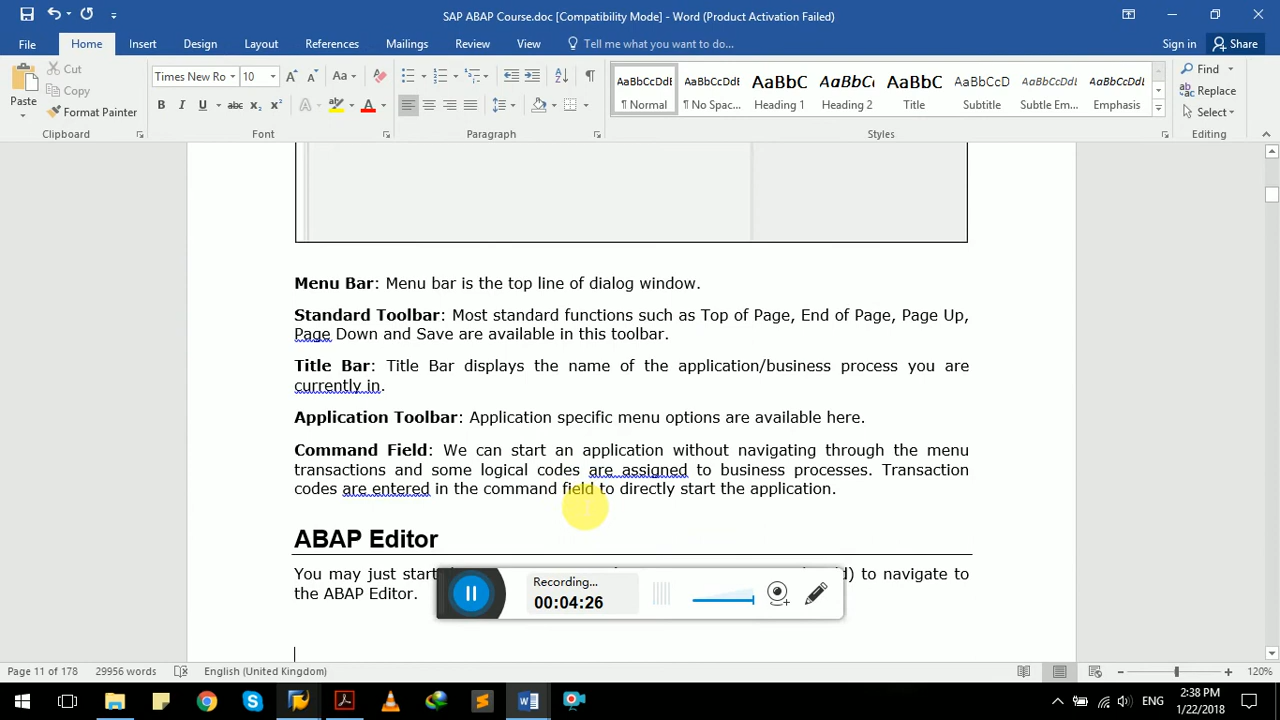 SAP ABAP Course.doc [Compatibility Mode] - Word (Product Activation Failed)
File Home Insert Design Layout References Mailings Review View Tell me what you want to do... Sign in Share
Paste Cut Copy Format Painter
Clipboard
Times New Ro 10 Aa
B I U abc x₂ x² A ab A
Font
Paragraph
AaBbCcDd ¶ Normal
AaBbCcDd ¶ No Spac...
AaBbC Heading 1
AaBbCc Heading 2
AaBbC Title
AaBbCcD Subtitle
AaBbCcDd Subtle Em...
AaBbCcDd Emphasis
Styles
Find
Replace
Select
Editing
Menu Bar: Menu bar is the top line of dialog window.
Standard Toolbar: Most standard functions such as Top of Page, End of Page, Page Up,
Page Down and Save are available in this toolbar.
Title Bar: Title Bar displays the name of the application/business process you are
currently in.
Application Toolbar: Application specific menu options are available here.
Command Field: We can start an application without navigating through the menu
transactions and some logical codes are assigned to business processes. Transaction
codes are entered in the command field to directly start the application.
ABAP Editor
You may just start to navigate to
the ABAP Editor.
Recording...
00:04:26
Page 11 of 178 29956 words English (United Kingdom) 120%
ENG
2:38 PM
1/22/2018